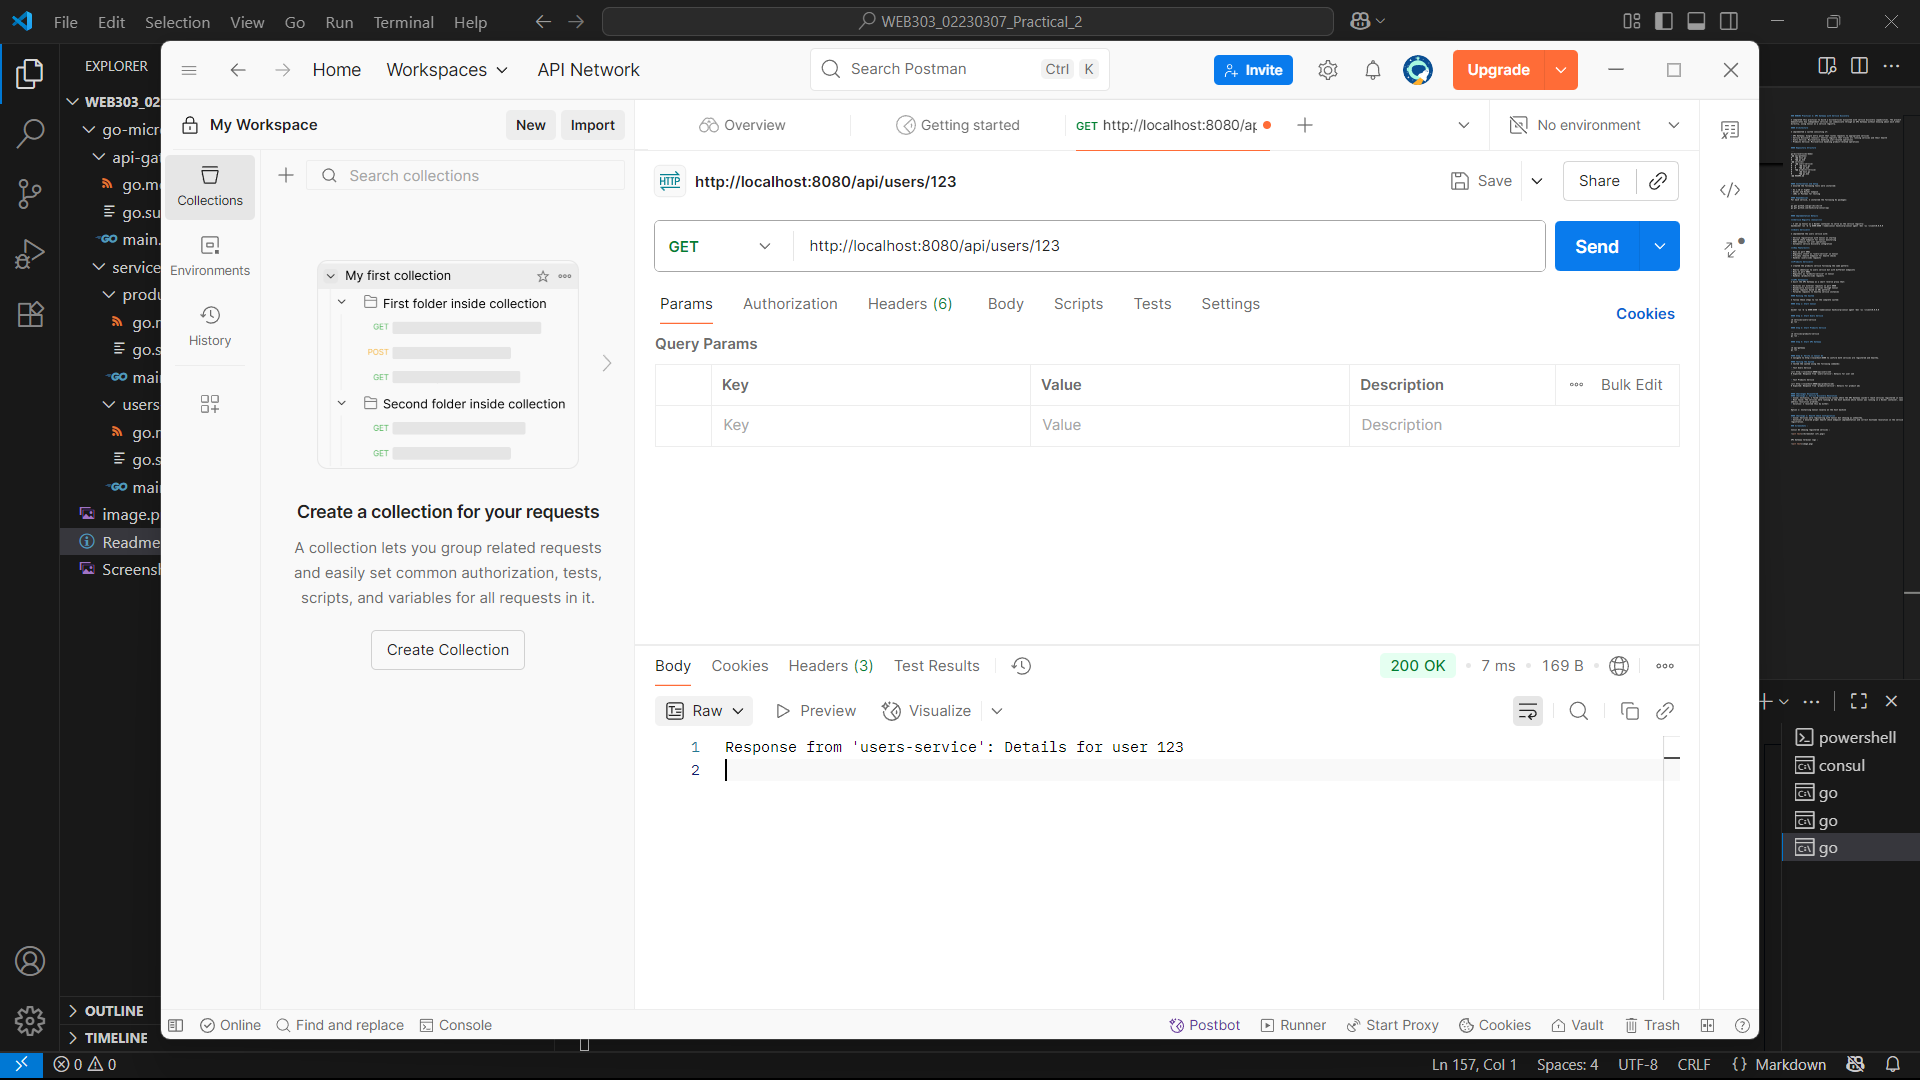 File Edit Selection View Go Run Terminal Help
WEB303_02230307_Practical_2
EXPLORER
WEB303_02
go-micr
api-gat
go.m
go.su
main.
service
produ
go.r
go.s
mai
users
go.r
go.s
mai
image.p
Readme
Screensh
OUTLINE
TIMELINE
Home Workspaces API Network
Search Postman Ctrl K
Invite
Upgrade
My Workspace New Import
Overview
Getting started
GET http://localhost:8080/ap
No environment
Collections
Environments
History
Search collections
My first collection
First folder inside collection
GET
POST
GET
Second folder inside collection
GET
GET
Create a collection for your requests
A collection lets you group related requests
and easily set common authorization, tests,
scripts, and variables for all requests in it.
Create Collection
HTTP http://localhost:8080/api/users/123
Save Share
GET http://localhost:8080/api/users/123 Send
Params Authorization Headers (6) Body Scripts Tests Settings Cookies
Query Params
Key Value Description Bulk Edit
Key Value Description
Body Cookies Headers (3) Test Results 200 OK 7 ms 169 B
Raw Preview Visualize
1 Response from 'users-service': Details for user 123
2
Online Find and replace Console Postbot Runner Start Proxy Cookies Vault Trash
powershell
consul
go
go
go
0 0 Ln 157, Col 1 Spaces: 4 UTF-8 CRLF {} Markdown